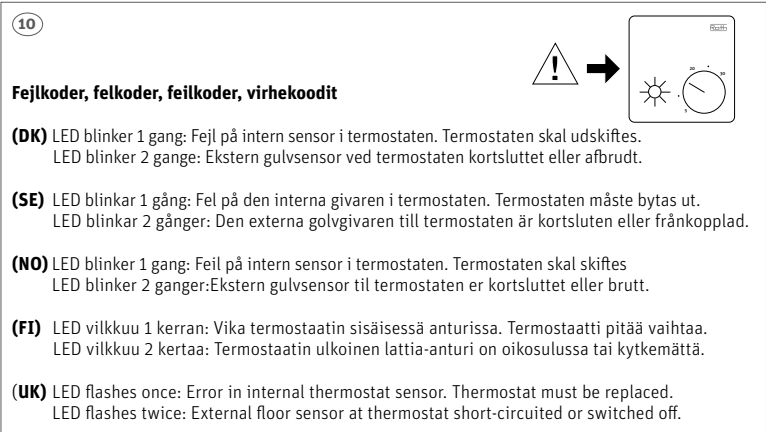 10
Roth
20
30
5
Fejlkoder, felkoder, feilkoder, virhekoodit
(DK) LED blinker 1 gang: Fejl på intern sensor i termostaten. Termostaten skal udskiftes.
LED blinker 2 gange: Ekstern gulvsensor ved termostaten kortsluttet eller afbrudt.
(SE) LED blinkar 1 gång: Fel på den interna givaren i termostaten. Termostaten måste bytas ut.
LED blinkar 2 gånger: Den externa golvgivaren till termostaten är kortsluten eller frånkopplad.
(NO) LED blinker 1 gang: Feil på intern sensor i termostaten. Termostaten skal skiftes
LED blinker 2 ganger:Ekstern gulvsensor til termostaten er kortsluttet eller brutt.
(FI) LED vilkkuu 1 kerran: Vika termostaatin sisäisessä anturissa. Termostaatti pitää vaihtaa.
LED vilkkuu 2 kertaa: Termostaatin ulkoinen lattia-anturi on oikosulussa tai kytkemättä.
(UK) LED flashes once: Error in internal thermostat sensor. Thermostat must be replaced.
LED flashes twice: External floor sensor at thermostat short-circuited or switched off.